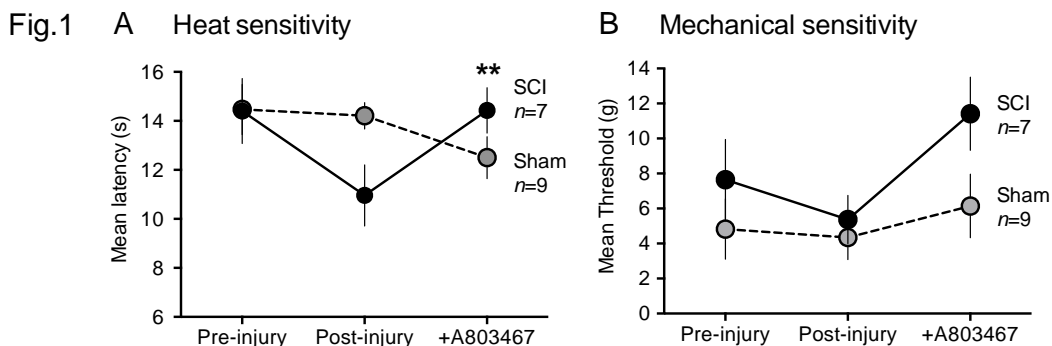 Fig.1
A Heat sensitivity
16
14
12
10
8
6
Mean latency (s)
**
SCI
n=7
Sham
n=9
Pre-injury Post-injury +A803467
B Mechanical sensitivity
14
12
10
8
6
4
2
0
Mean Threshold (g)
SCI
n=7
Sham
n=9
Pre-injury Post-injury +A803467